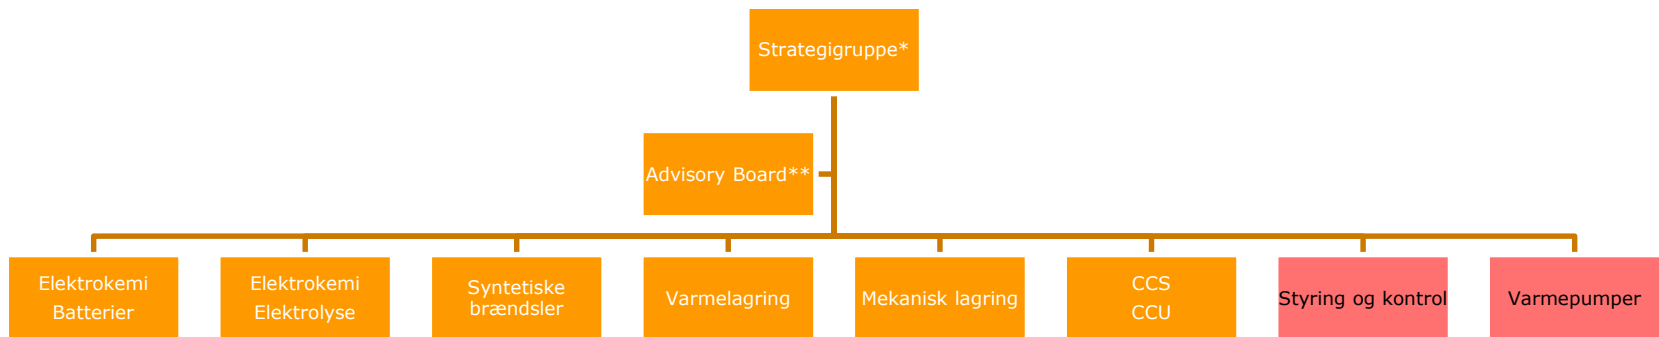 Strategigruppe*
Advisory Board**
Elektrokemi
Batterier
Elektrokemi
Elektrolyse
Syntetiske
brændsler
Varmelagring
Mekanisk lagring
CCS
CCU
Styring og kontrol
Varmepumper